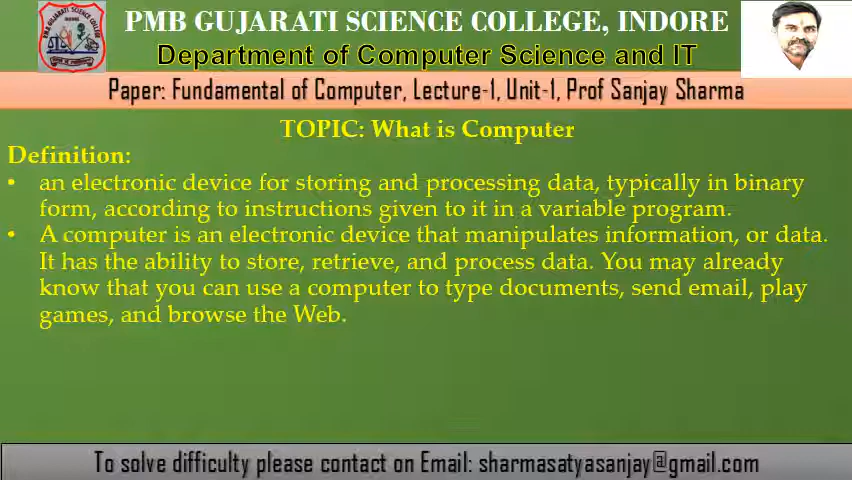 PMB GUJARATI SCIENCE COLLEGE, INDORE
Department of Computer Science and IT
Paper: Fundamental of Computer, Lecture-1, Unit-1, Prof Sanjay Sharma
TOPIC: What is Computer
Definition:
• an electronic device for storing and processing data, typically in binary
form, according to instructions given to it in a variable program.
• A computer is an electronic device that manipulates information, or data.
It has the ability to store, retrieve, and process data. You may already
know that you can use a computer to type documents, send email, play
games, and browse the Web.
To solve difficulty please contact on Email: sharmasatyasanjay@gmail.com